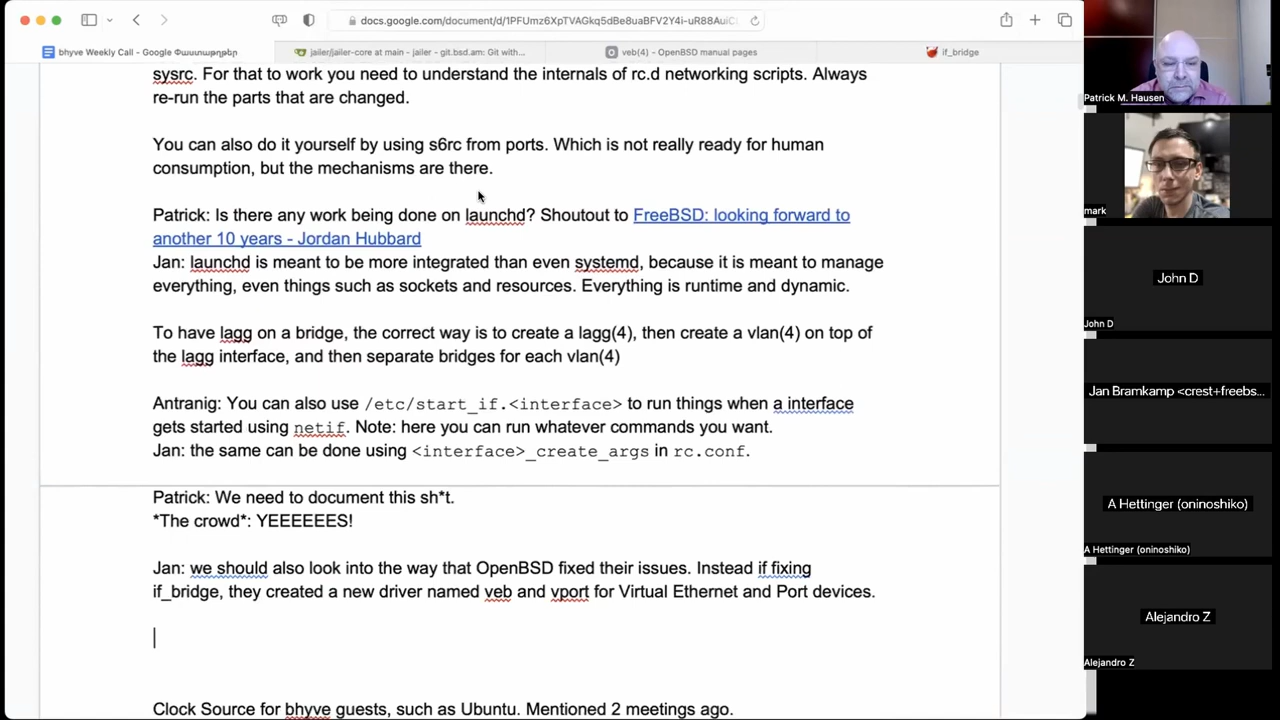 docs.google.com/document/d/1PFUmz6XpTVAGkq5dBe8uaBFV2Y4i-uR88AuiC
bhyve Weekly Call - Google Փաստաթղթեր
jailer/jailer-core at main - jailer - git.bsd.am: Git with...
veb(4) - OpenBSD manual pages
if_bridge
sysrc. For that to work you need to understand the internals of rc.d networking scripts. Always
re-run the parts that are changed.
You can also do it yourself by using s6rc from ports. Which is not really ready for human
consumption, but the mechanisms are there.
Patrick: Is there any work being done on launchd? Shoutout to FreeBSD: looking forward to
another 10 years - Jordan Hubbard
Jan: launchd is meant to be more integrated than even systemd, because it is meant to manage
everything, even things such as sockets and resources. Everything is runtime and dynamic.
To have lagg on a bridge, the correct way is to create a lagg(4), then create a vlan(4) on top of
the lagg interface, and then separate bridges for each vlan(4)
Antranig: You can also use /etc/start_if.<interface> to run things when a interface
gets started using netif. Note: here you can run whatever commands you want.
Jan: the same can be done using <interface>_create_args in rc.conf.
Patrick: We need to document this sh*t.
*The crowd*: YEEEEEES!
Jan: we should also look into the way that OpenBSD fixed their issues. Instead if fixing
if_bridge, they created a new driver named veb and vport for Virtual Ethernet and Port devices.
Clock Source for bhyve guests, such as Ubuntu. Mentioned 2 meetings ago.
Patrick M. Hausen
mark
John D
John D
Jan Bramkamp <crest+freebs...
A Hettinger (oninoshiko)
A Hettinger (oninoshiko)
Alejandro Z
Alejandro Z